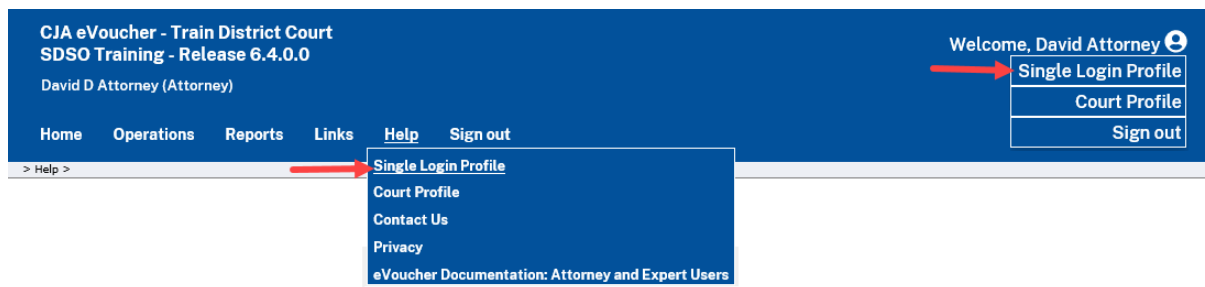 CJA eVoucher - Train District Court
SDSO Training - Release 6.4.0.0
David D Attorney (Attorney)
Welcome, David Attorney
Single Login Profile
Court Profile
Sign out
Home Operations Reports Links Help Sign out
> Help >
Single Login Profile
Court Profile
Contact Us
Privacy
eVoucher Documentation: Attorney and Expert Users